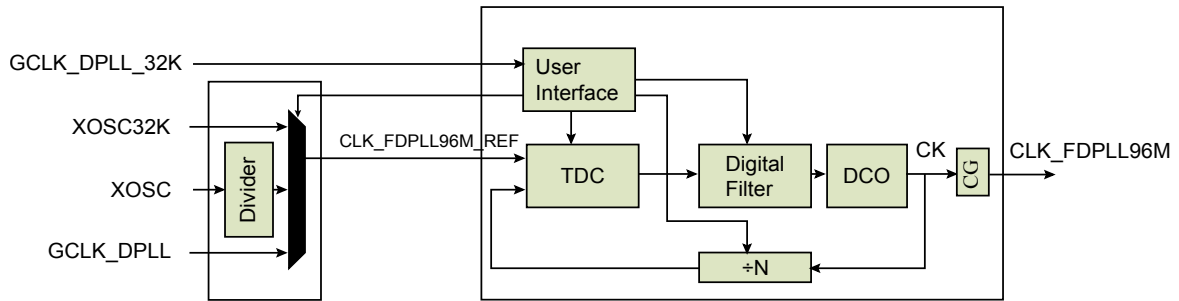 GCLK_DPLL_32K
User
Interface
XOSC32K
CLK_FDPLL96M_REF
XOSC
Divider
TDC
Digital
Filter
DCO
CK
CG
CLK_FDPLL96M
GCLK_DPLL
÷N